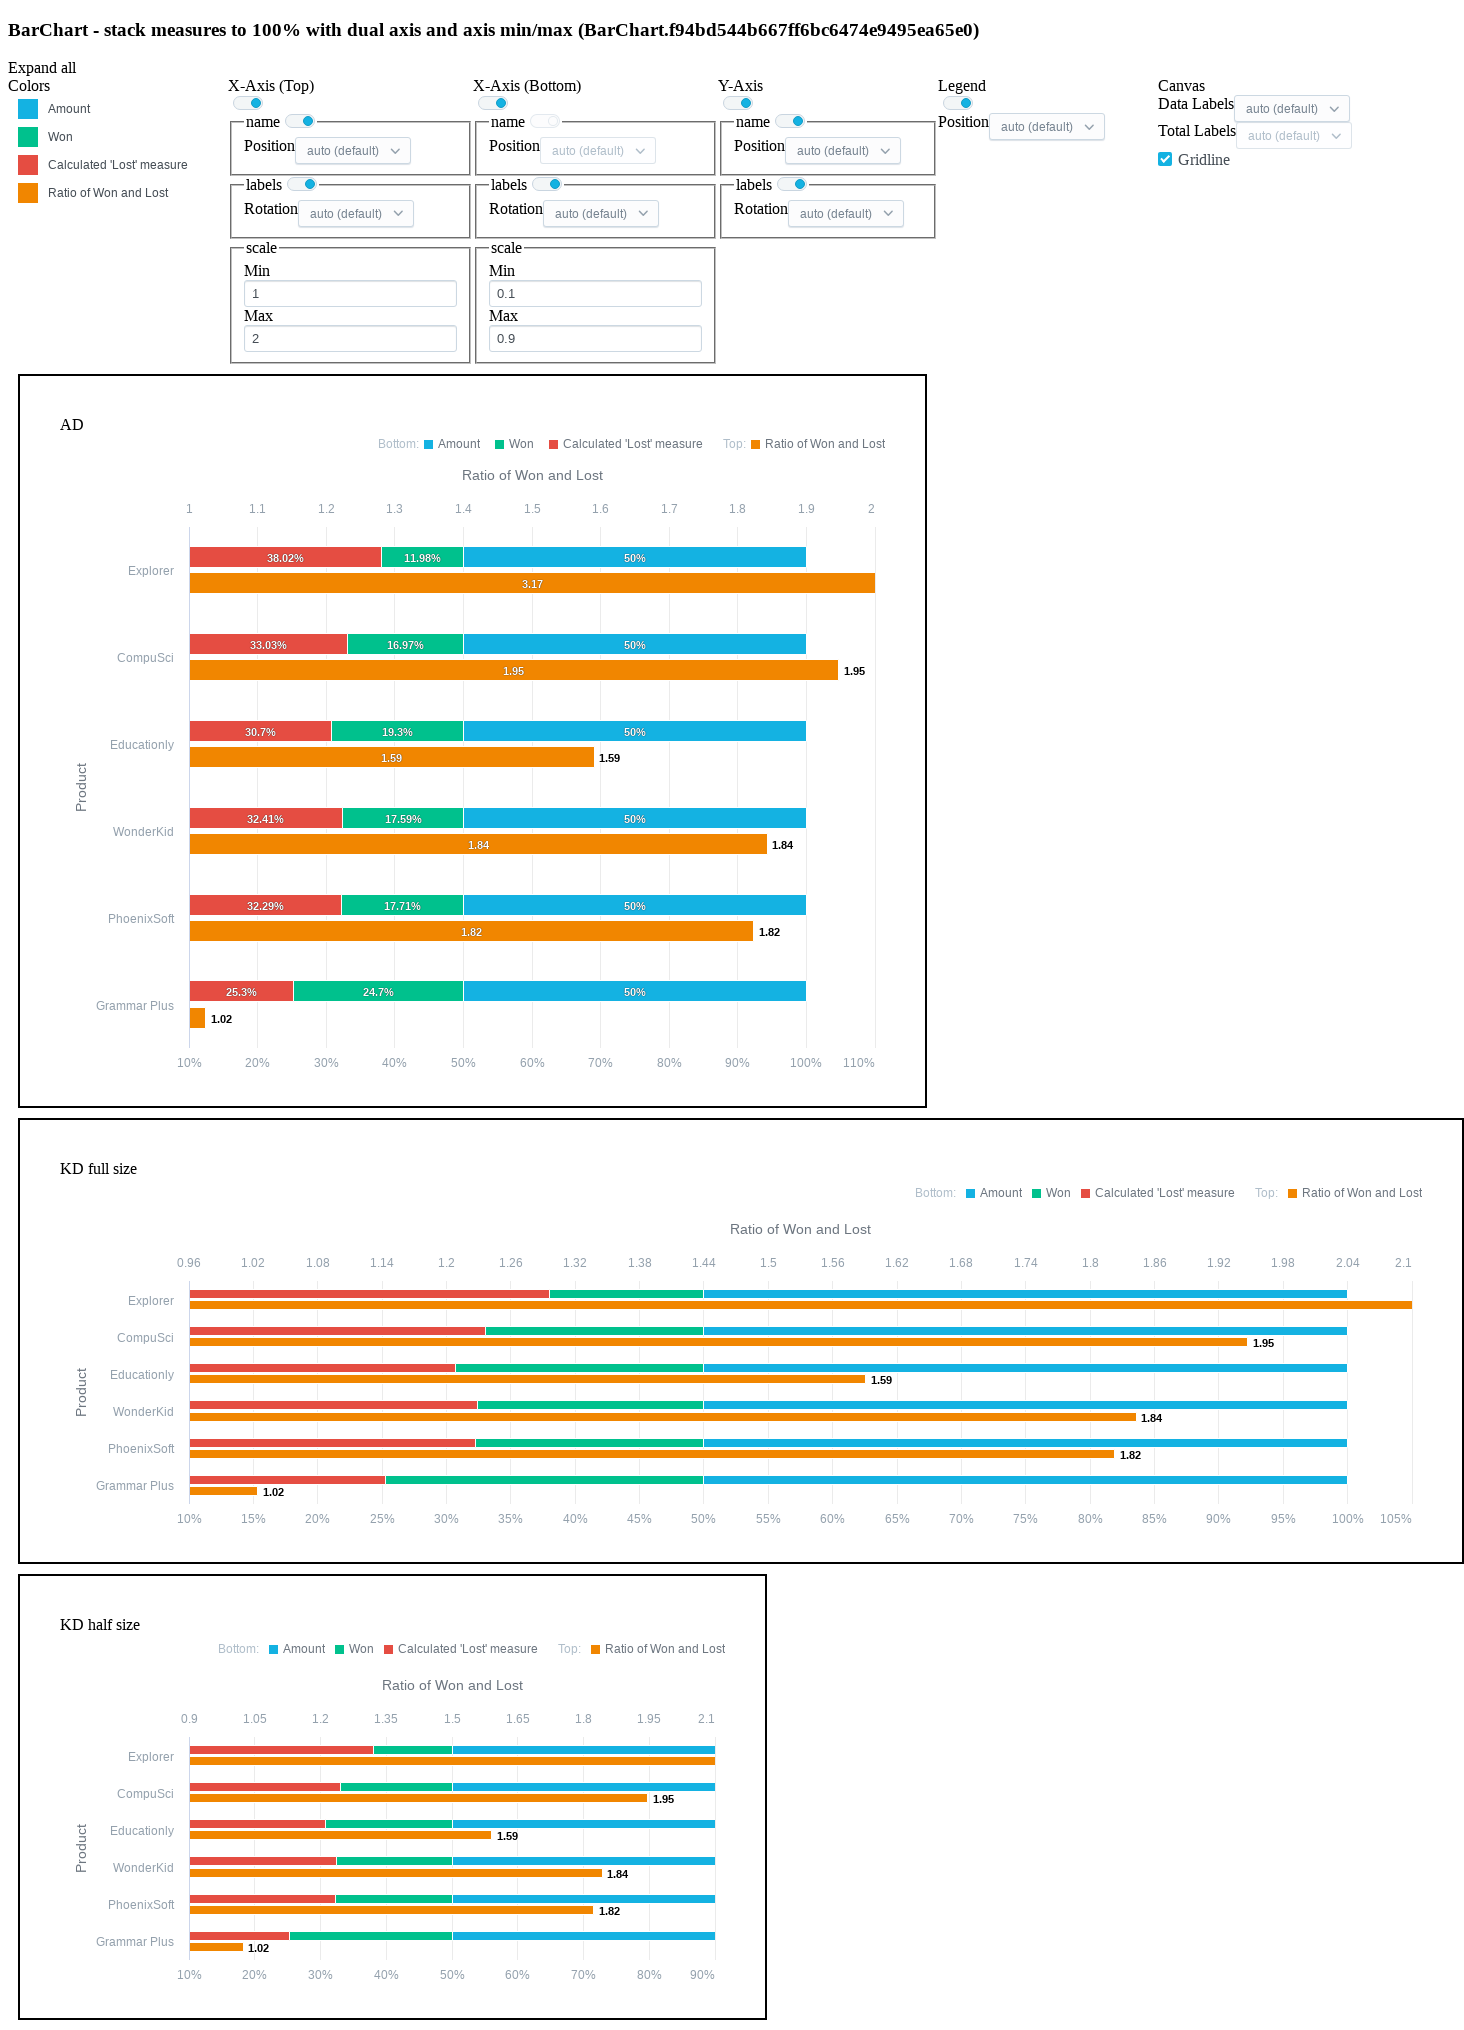 BarChart - stack measures to 100% with dual axis and axis min/max (BarChart.f94bd544b667ff6bc6474e9495ea65e0)
Expand all
Colors
Amount
Won
Calculated 'Lost' measure
Ratio of Won and Lost
X-Axis (Top)
name
Position auto (default)
labels
Rotation auto (default)
scale
Min
1
Max
2
X-Axis (Bottom)
name
Position auto (default)
labels
Rotation auto (default)
scale
Min
0.1
Max
0.9
Y-Axis
name
Position auto (default)
labels
Rotation auto (default)
Legend
Position auto (default)
Canvas
Data Labels auto (default)
Total Labels auto (default)
Gridline
AD
Bottom: Amount Won Calculated 'Lost' measure Top: Ratio of Won and Lost
Ratio of Won and Lost
1 1.1 1.2 1.3 1.4 1.5 1.6 1.7 1.8 1.9 2
38.02% 11.98% 50%
Explorer
3.17
33.03% 16.97% 50%
CompuSci
1.95 1.95
30.7% 19.3% 50%
Educationly
1.59 1.59
Product
32.41% 17.59% 50%
WonderKid
1.84 1.84
32.29% 17.71% 50%
PhoenixSoft
1.82 1.82
25.3% 24.7% 50%
Grammar Plus
1.02
10% 20% 30% 40% 50% 60% 70% 80% 90% 100% 110%
KD full size
Bottom: Amount Won Calculated 'Lost' measure Top: Ratio of Won and Lost
Ratio of Won and Lost
0.96 1.02 1.08 1.14 1.2 1.26 1.32 1.38 1.44 1.5 1.56 1.62 1.68 1.74 1.8 1.86 1.92 1.98 2.04 2.1
Explorer
CompuSci 1.95
Educationly 1.59
Product
WonderKid 1.84
PhoenixSoft 1.82
Grammar Plus 1.02
10% 15% 20% 25% 30% 35% 40% 45% 50% 55% 60% 65% 70% 75% 80% 85% 90% 95% 100% 105%
KD half size
Bottom: Amount Won Calculated 'Lost' measure Top: Ratio of Won and Lost
Ratio of Won and Lost
0.9 1.05 1.2 1.35 1.5 1.65 1.8 1.95 2.1
Explorer
CompuSci 1.95
Educationly 1.59
Product
WonderKid 1.84
PhoenixSoft 1.82
Grammar Plus 1.02
10% 20% 30% 40% 50% 60% 70% 80% 90%